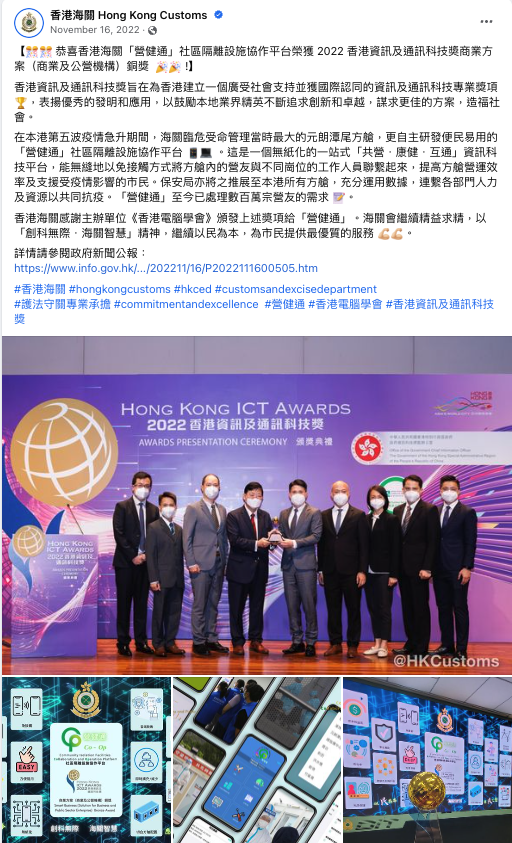 香港海關 Hong Kong Customs
November 16, 2022
【🎊🎊 恭喜香港海關「營健通」社區隔離設施協作平台榮獲 2022 香港資訊及通訊科技獎商業方
案（商業及公營機構）銅獎 🎉🎉 !】
香港資訊及通訊科技獎旨在為香港建立一個廣受社會支持並獲國際認同的資訊及通訊科技專業獎項
🏆，表揚優秀的發明和應用，以鼓勵本地業界精英不斷追求創新和卓越，謀求更佳的方案，造福社
會。
在本港第五波疫情急升期間，海關臨危受命管理當時最大的元朗潭尾方艙，更自主研發便民易用的
「營健通」社區隔離設施協作平台 📱💻 。這是一個無紙化的一站式「共營 · 康健 · 互通」資訊科
技平台，能無縫地以免接觸方式將方艙內的營友與不同崗位的工作人員聯繫起來，提高方艙營運效
率及支援受疫情影響的市民。保安局亦將之推展至本港所有方艙，充分運用數據，連繫各部門人力
及資源以共同抗疫。「營健通」至今已處理數百萬宗營友的需求 📝 。
香港海關感謝主辦單位《香港電腦學會》頒發上述獎項給「營健通」。海關會繼續精益求精，以
「創科無際 · 海關智慧」精神，繼續以民為本，為市民提供最優質的服務 💪🏻💪🏻。
詳情請參閱政府新聞公報：
https://www.info.gov.hk/.../202211/16/P2022111600505.htm
#香港海關 #hongkongcustoms #hkced #customsandexcisedepartment
#護法守關專業承擔 #commitmentandexcellence #營健通 #香港電腦學會 #香港資訊及通訊科技
獎
HONG KONG ICT AWARDS
2022 香港資訊及通訊科技獎
AWARDS PRESENTATION CEREMONY 頒獎典禮
HONG KONG
ICT AWARDS
2022 香港資訊及
通訊科技獎
@HKCustoms
Co - Op
Community Isolation Facilities
Collaboration and Operation Platform
社區隔離設施協作平台
EASY
創科無際 海關智慧